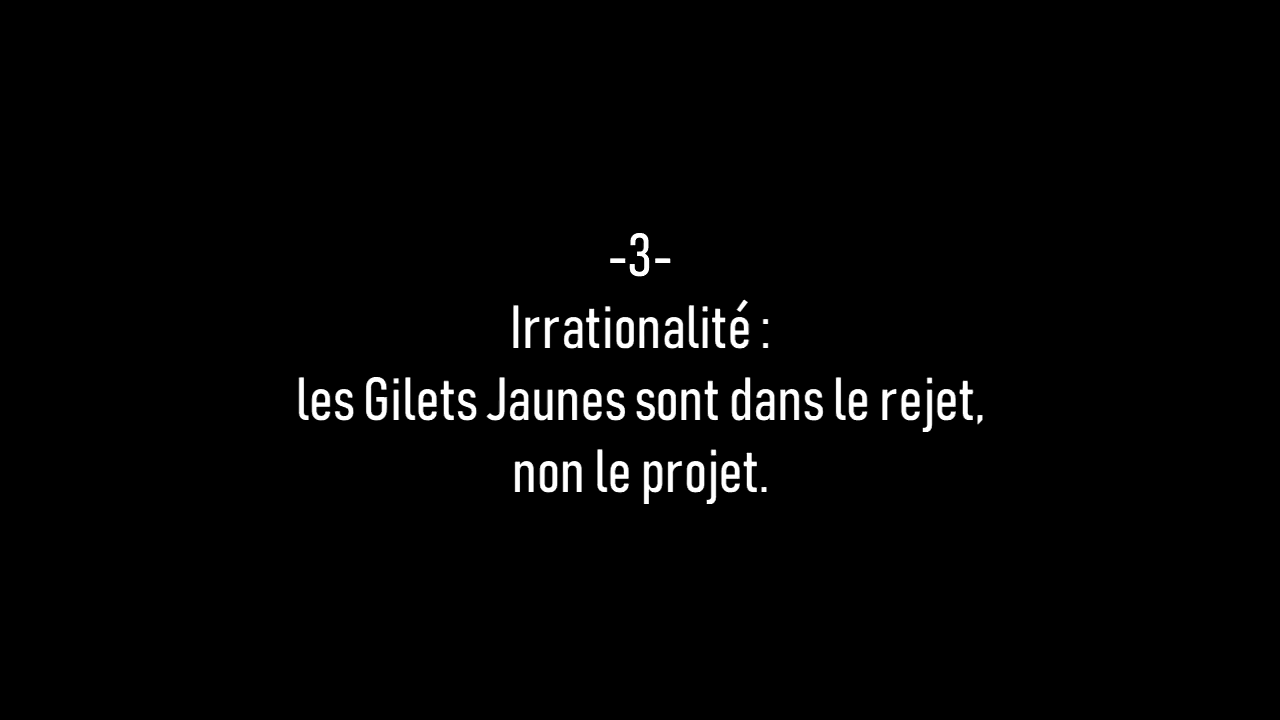 -3-
Irrationalité :
les Gilets Jaunes sont dans le rejet,
non le projet.